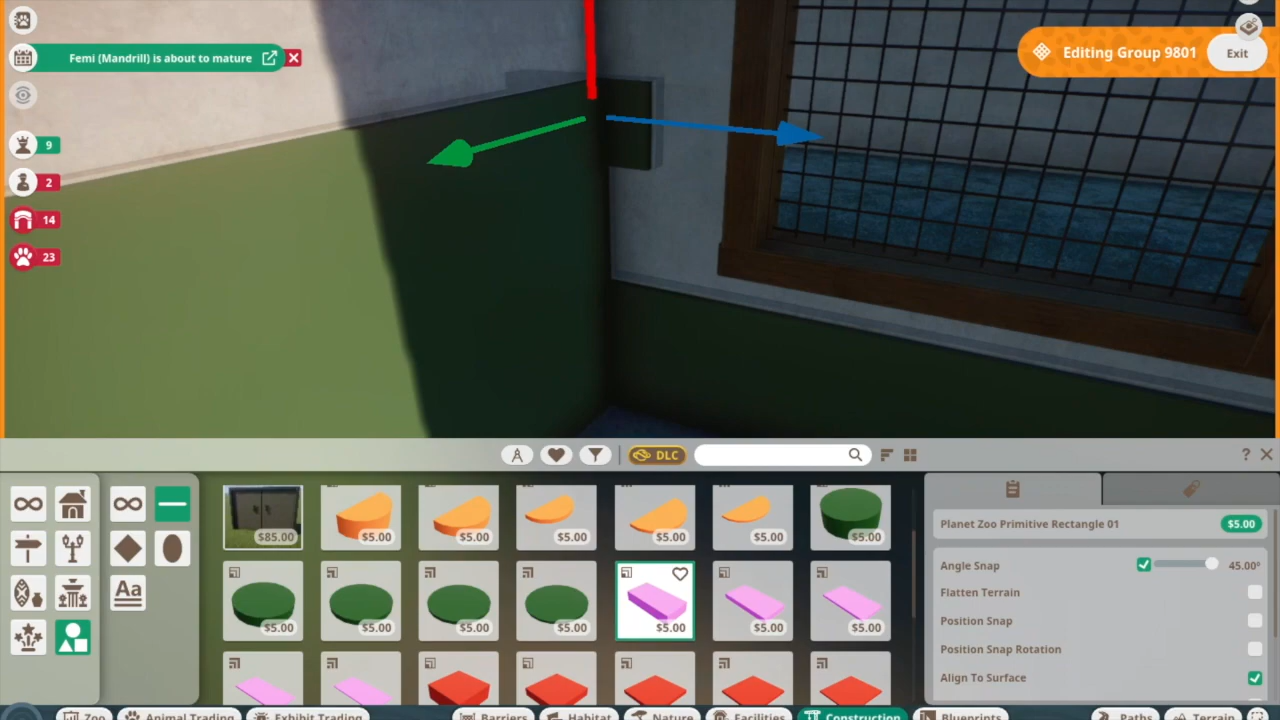 Femi (Mandrill) is about to mature
Editing Group 9801
Exit
9
2
14
23
DLC
?
$85.00
$5.00
$5.00
$5.00
$5.00
$5.00
$5.00
$5.00
$5.00
$5.00
$5.00
$5.00
$5.00
$5.00
Aa
Planet Zoo Primitive Rectangle 01
$5.00
Angle Snap
45.00°
Flatten Terrain
Position Snap
Position Snap Rotation
Align To Surface
Zoo
Animal Trading
Exhibit Trading
Barriers
Habitat
Nature
Facilities
Construction
Blueprints
Paths
Terrain